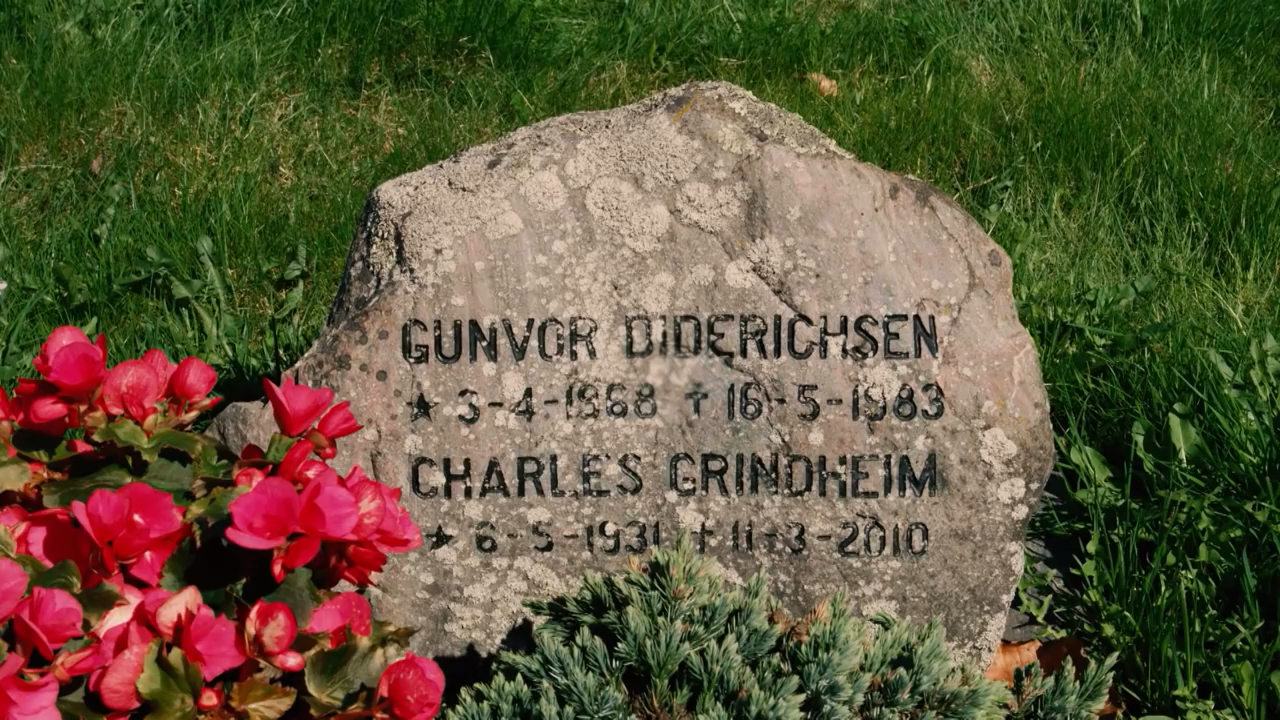 GUNVOR DIDERICHSEN
★ 3-4-1968 † 16-5-1983
CHARLES GRINDHEIM
★ 6-5-1931 † 11-3-2010